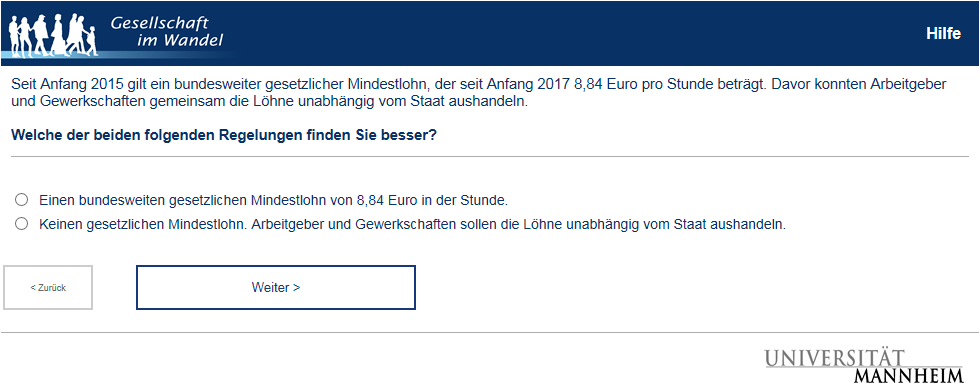 Gesellschaft
im Wandel
Hilfe
Seit Anfang 2015 gilt ein bundesweiter gesetzlicher Mindestlohn, der seit Anfang 2017 8,84 Euro pro Stunde beträgt. Davor konnten Arbeitgeber
und Gewerkschaften gemeinsam die Löhne unabhängig vom Staat aushandeln.
Welche der beiden folgenden Regelungen finden Sie besser?
Einen bundesweiten gesetzlichen Mindestlohn von 8,84 Euro in der Stunde.
Keinen gesetzlichen Mindestlohn. Arbeitgeber und Gewerkschaften sollen die Löhne unabhängig vom Staat aushandeln.
< Zurück
Weiter >
UNIVERSITÄT
MANNHEIM